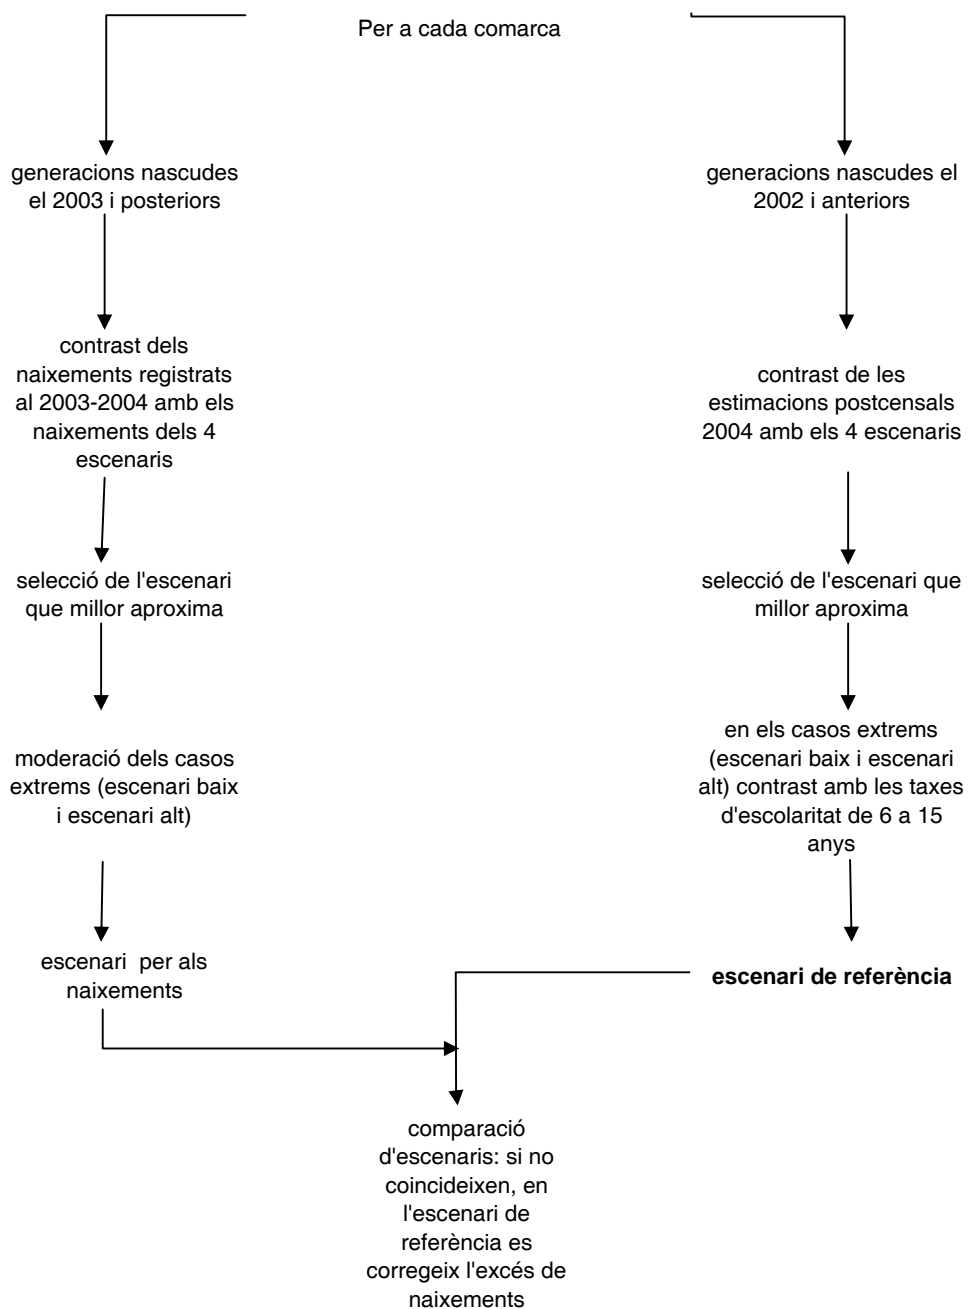 Per a cada comarca
generacions nascudes
el 2003 i posteriors
generacions nascudes el
2002 i anteriors
contrast dels
naixements registrats
al 2003-2004 amb els
naixements dels 4
escenaris
contrast de les
estimacions postcensals
2004 amb els 4 escenaris
selecció de l'escenari
que millor aproxima
selecció de l'escenari que
millor aproxima
moderació dels casos
extrems (escenari baix
i escenari alt)
en els casos extrems
(escenari baix i escenari
alt) contrast amb les taxes
d'escolaritat de 6 a 15
anys
escenari  per als
naixements
escenari de referència
comparació
d'escenaris: si no
coincideixen, en
l'escenari de
referència es
corregeix l'excés de
naixements